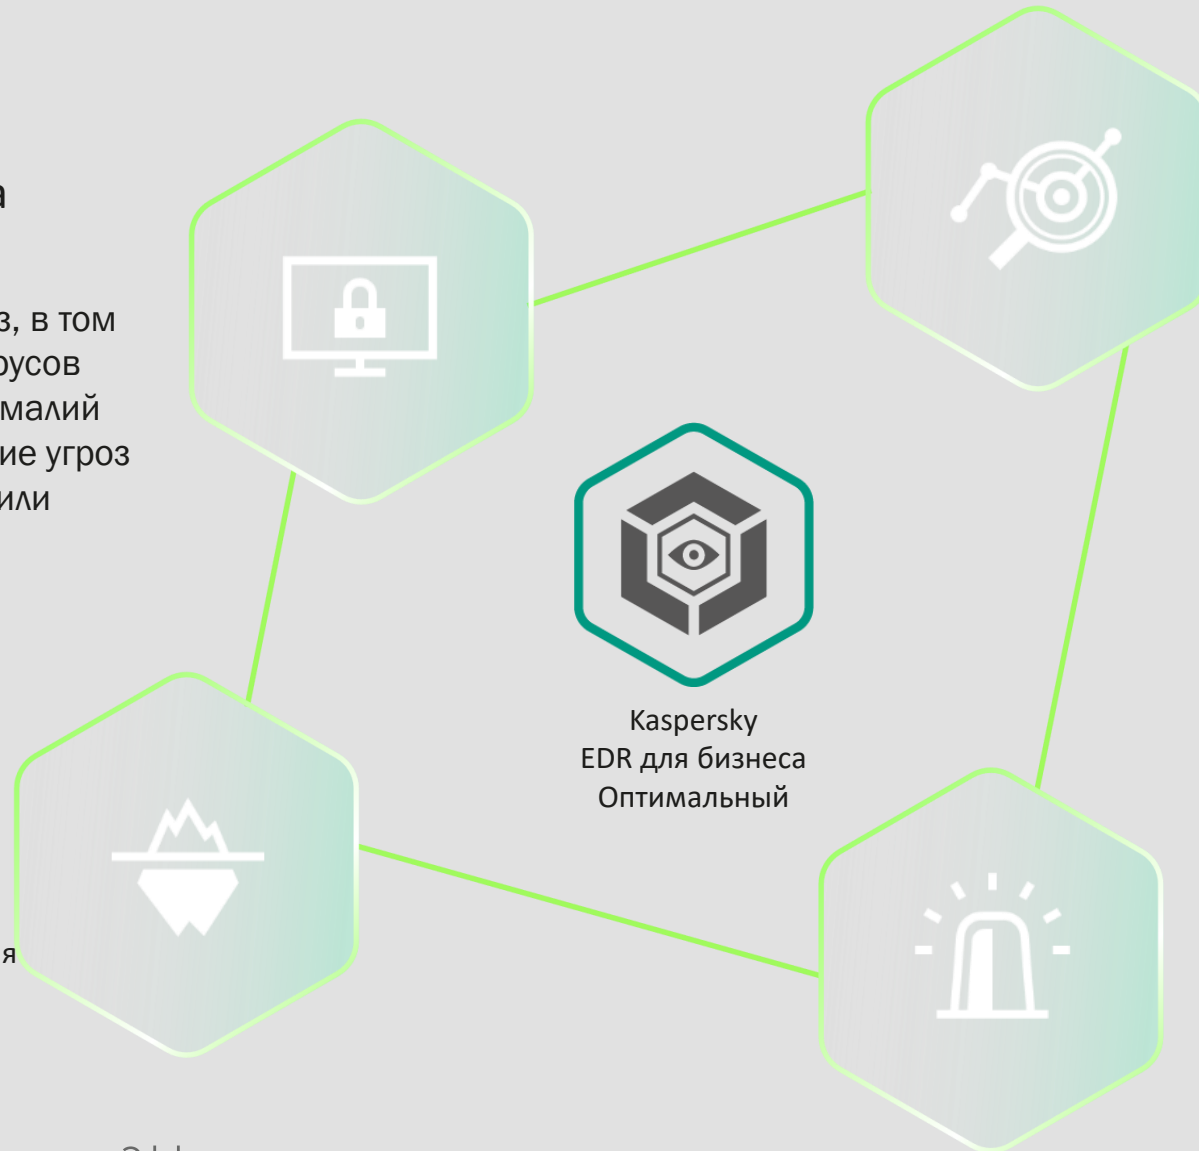 а
з, в том
русов
малий
ие угроз
или
Kaspersky
EDR для бизнеса
Оптимальный
я